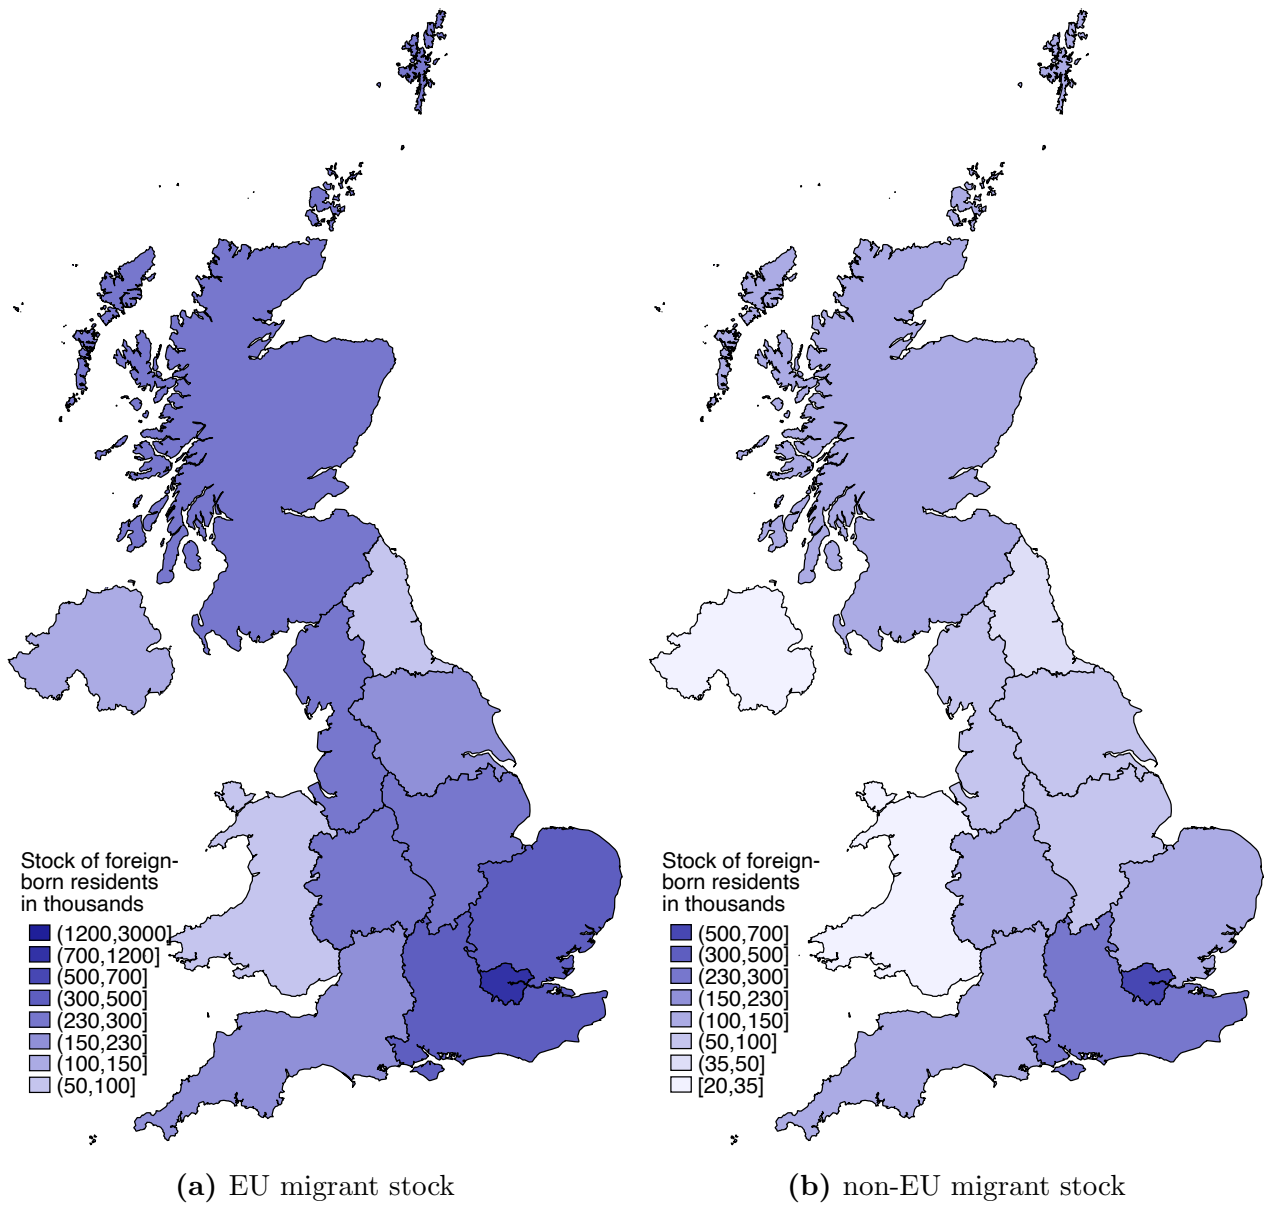 Stock of foreign-
born residents
in thousands
(1200,3000]
(700,1200]
(500,700]
(300,500]
(230,300]
(150,230]
(100,150]
(50,100]
Stock of foreign-
born residents
in thousands
(500,700]
(300,500]
(230,300]
(150,230]
(100,150]
(50,100]
(35,50]
[20,35]
(a) EU migrant stock
(b) non-EU migrant stock